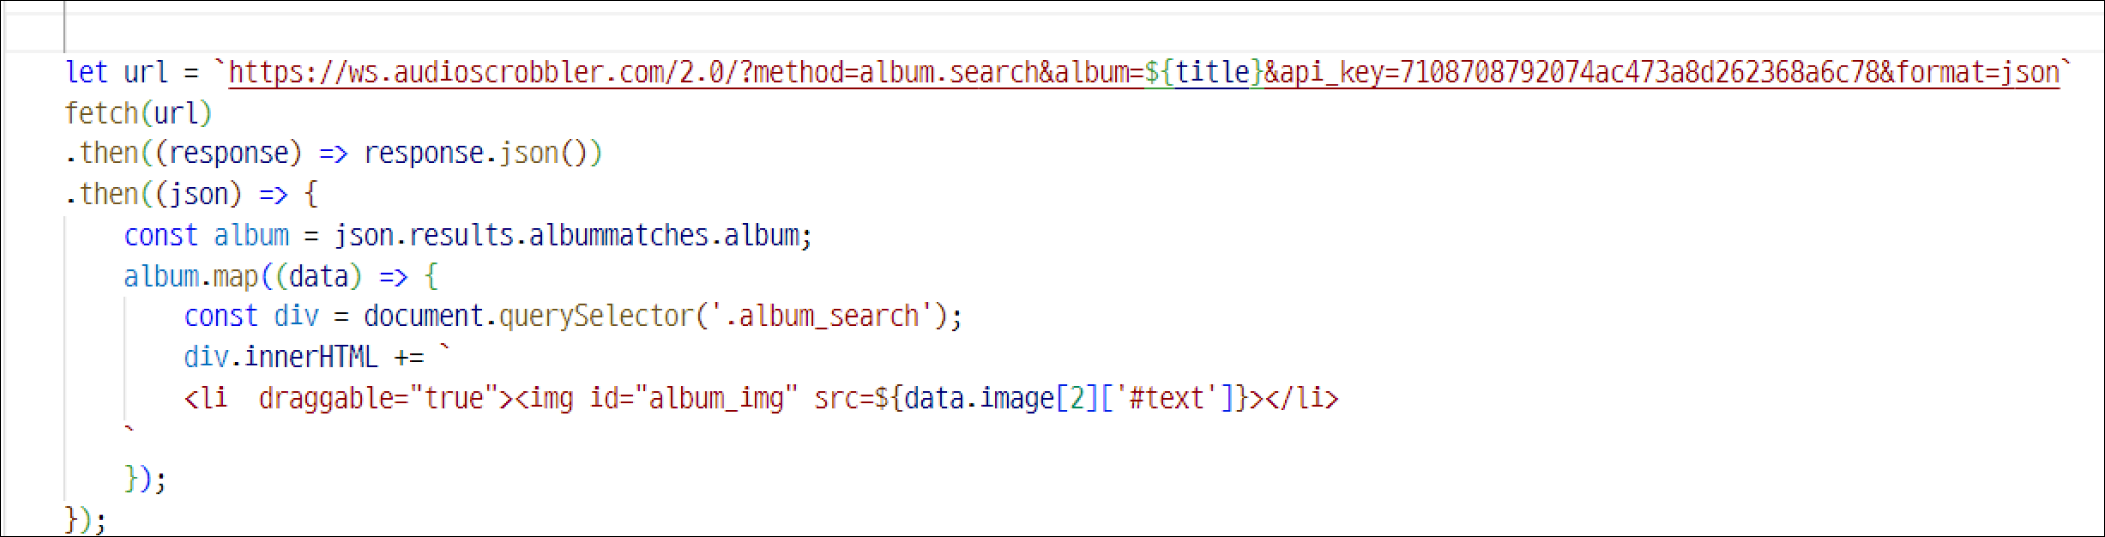 let url = `https://ws.audioscrobbler.com/2.0/?method=album.search&album=${title}&api_key=7108708792074ac473a8d262368a6c78&format=json`
fetch(url)
.then((response) => response.json())
.then((json) => {
    const album = json.results.albummatches.album;
    album.map((data) => {
        const div = document.querySelector('.album_search');
        div.innerHTML += `
        <li  draggable="true"><img id="album_img" src=${data.image[2]['#text']}></li>
    `
    });
});